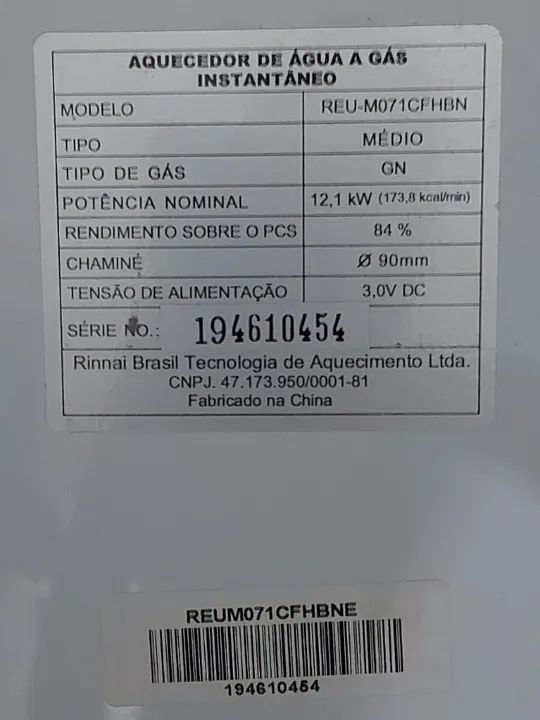 AQUECEDOR DE ÁGUA A GÁS
INSTANTÂNEO
MODELO REU-M071CFHBN
TIPO MÉDIO
TIPO DE GÁS GN
POTÊNCIA NOMINAL 12,1 kW (173,8 kcal/min)
RENDIMENTO SOBRE O PCS 84 %
CHAMINÉ Ø 90mm
TENSÃO DE ALIMENTAÇÃO 3,0V DC
SÉRIE NO.: 194610454
Rinnai Brasil Tecnologia de Aquecimento Ltda.
CNPJ. 47.173.950/0001-81
Fabricado na China
REUM071CFHBNE
194610454